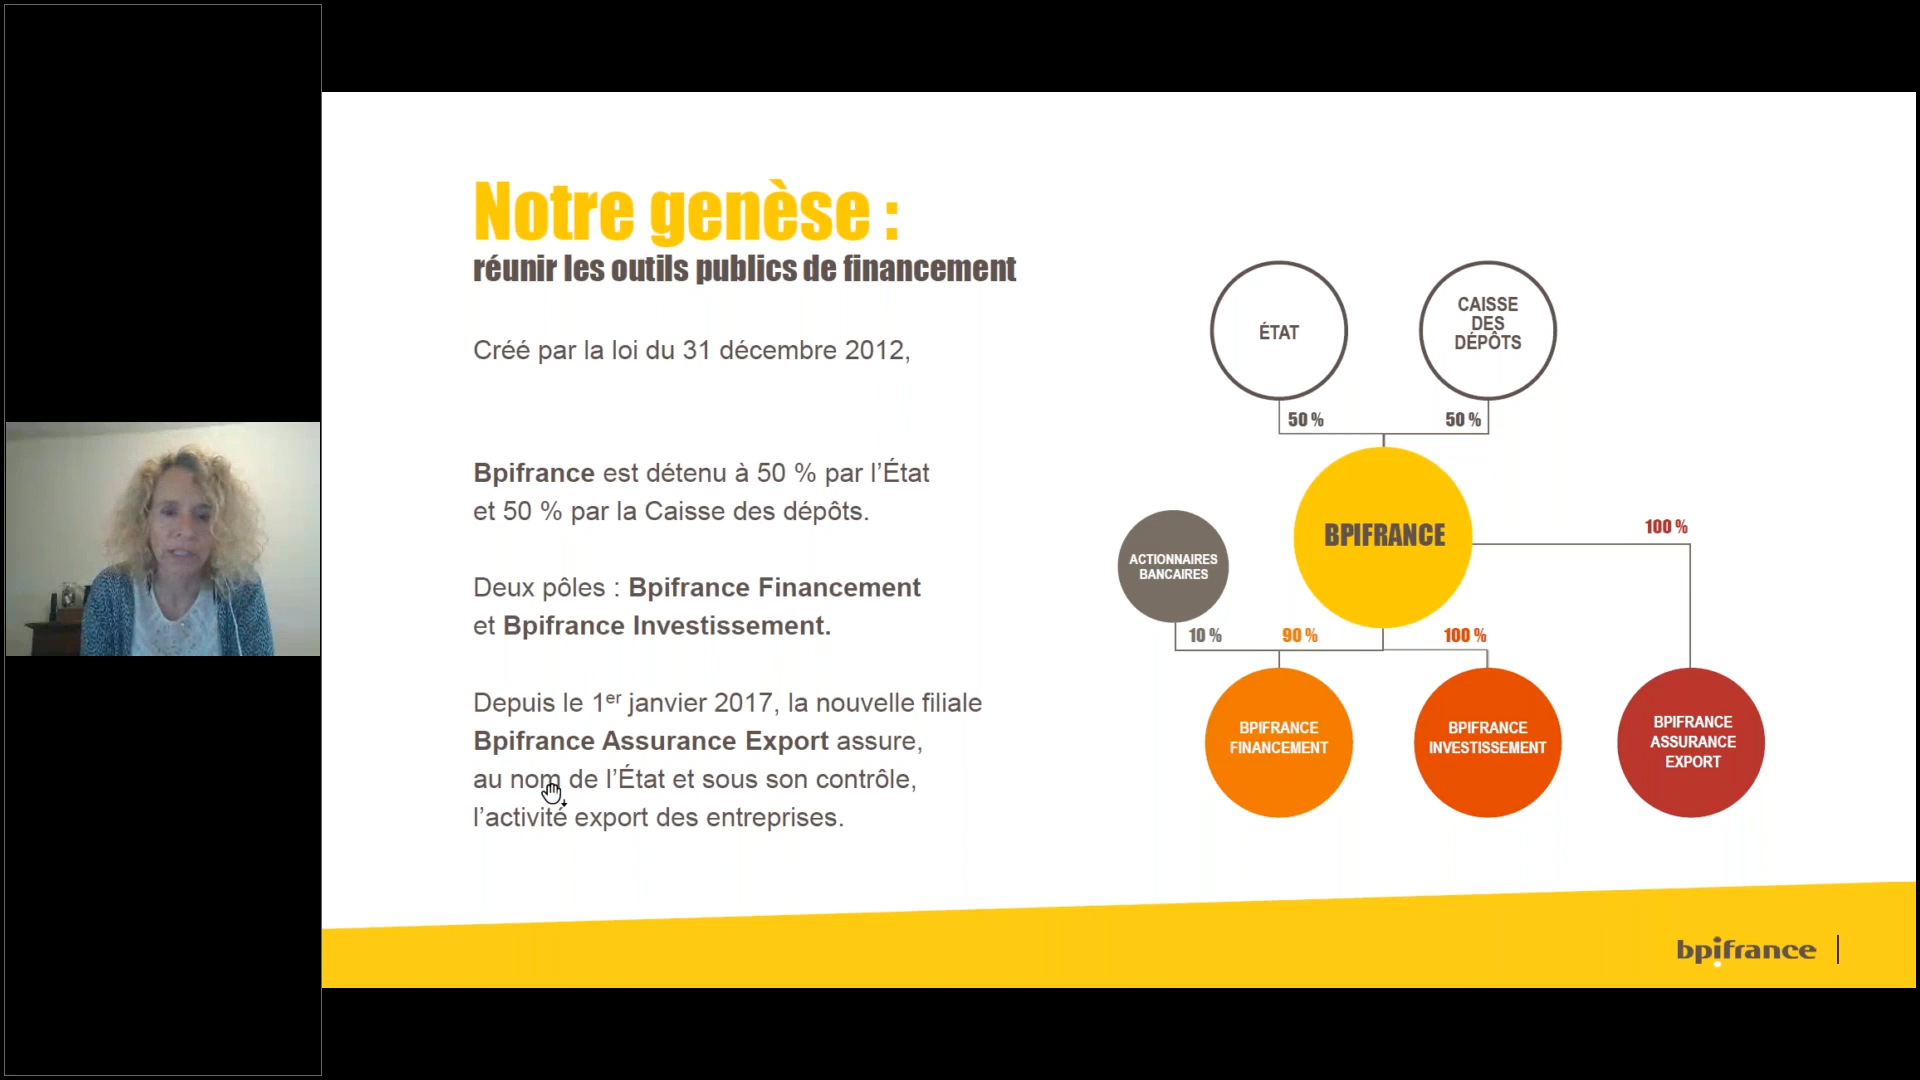 Notre genèse :
réunir les outils publics de financement
Créé par la loi du 31 décembre 2012,
Bpifrance est détenu à 50 % par l’État
et 50 % par la Caisse des dépôts.
Deux pôles : Bpifrance Financement
et Bpifrance Investissement.
Depuis le 1er janvier 2017, la nouvelle filiale
Bpifrance Assurance Export assure,
au nom de l’État et sous son contrôle,
l’activité export des entreprises.
ÉTAT
CAISSE
DES
DÉPÔTS
50 %
50 %
BPIFRANCE
100 %
ACTIONNAIRES
BANCAIRES
10 %
90 %
100 %
BPIFRANCE
FINANCEMENT
BPIFRANCE
INVESTISSEMENT
BPIFRANCE
ASSURANCE
EXPORT
bpifrance